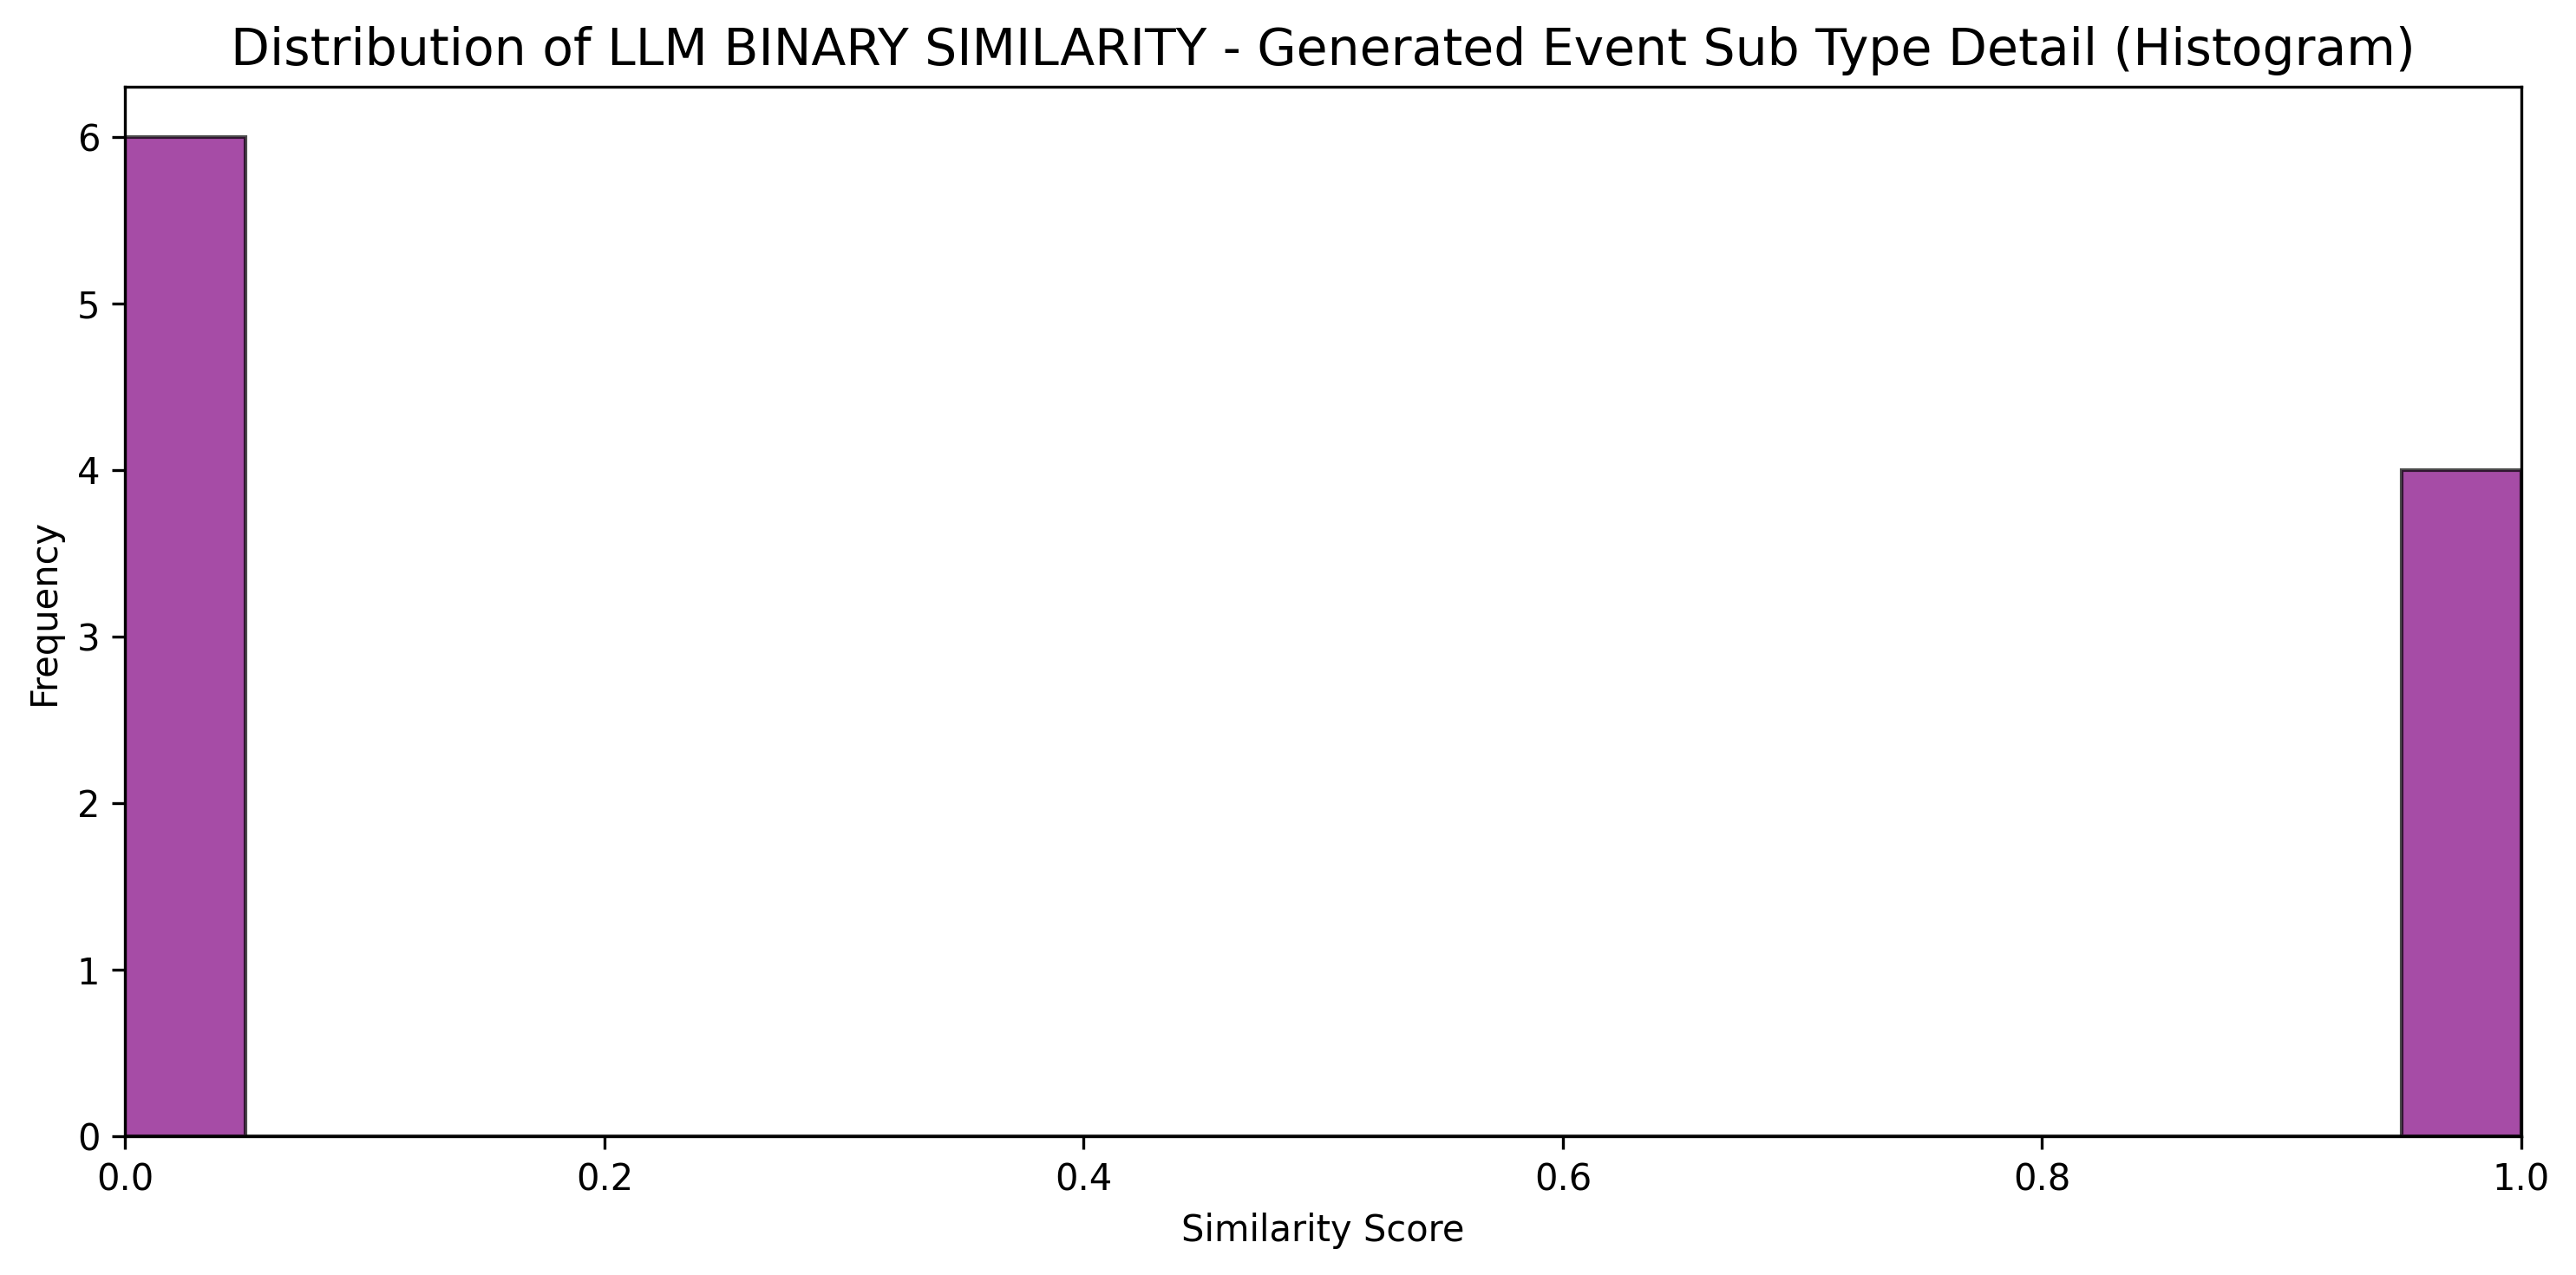 Distribution of LLM BINARY SIMILARITY - Generated Event Sub Type Detail (Histogram)
6
5
4
3
2
1
0
Frequency
0.0 0.2 0.4 0.6 0.8 1.0
Similarity Score